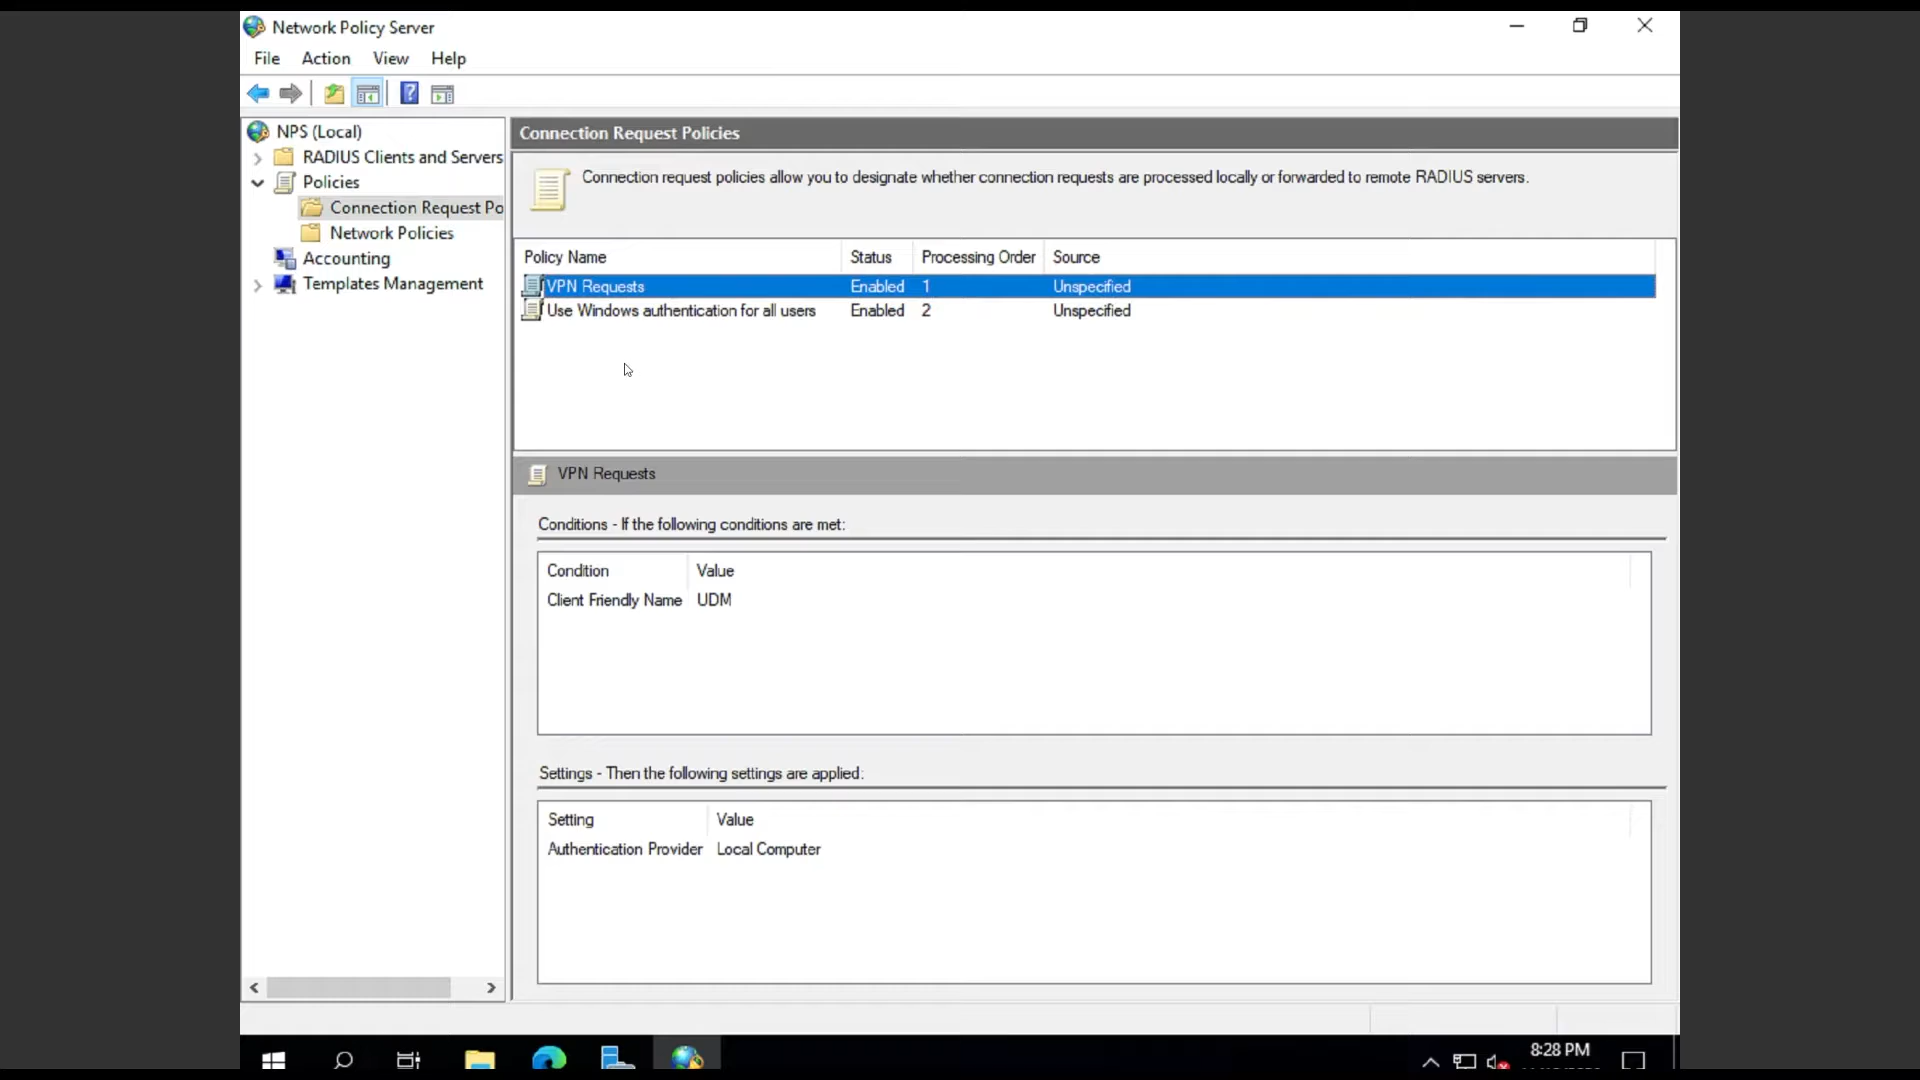 Network Policy Server
File Action View Help
NPS (Local)
RADIUS Clients and Servers
Policies
Connection Request Po
Network Policies
Accounting
Templates Management
Connection Request Policies
Connection request policies allow you to designate whether connection requests are processed locally or forwarded to remote RADIUS servers.
Policy Name Status Processing Order Source
VPN Requests Enabled 1 Unspecified
Use Windows authentication for all users Enabled 2 Unspecified
VPN Requests
Conditions - If the following conditions are met:
Condition Value
Client Friendly Name UDM
Settings - Then the following settings are applied:
Setting Value
Authentication Provider Local Computer
8:28 PM